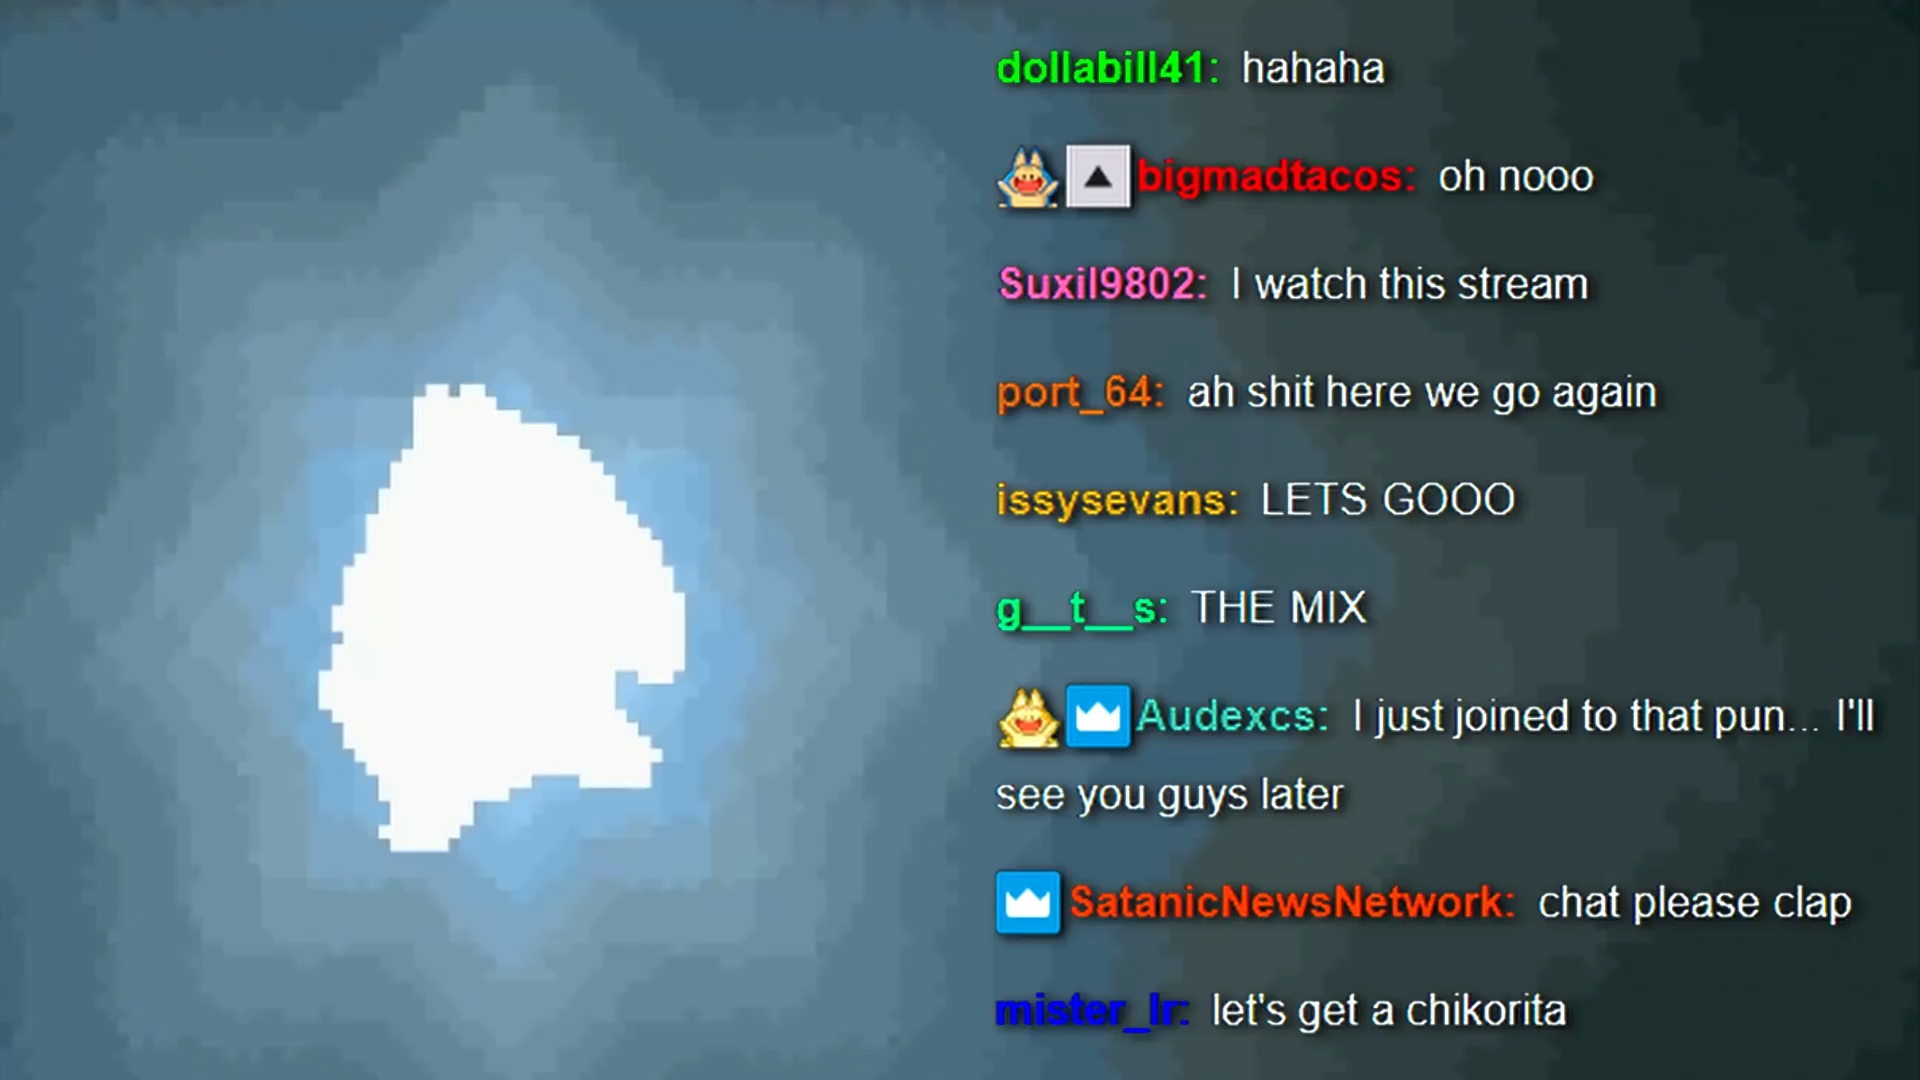 dollabill41: hahaha
bigmadtacos: oh nooo
Suxil9802: I watch this stream
port_64: ah shit here we go again
issysevans: LETS GOOO
g__t__s: THE MIX
Audexcs: I just joined to that pun... I'll
see you guys later
SatanicNewsNetwork: chat please clap
mister_lr: let's get a chikorita